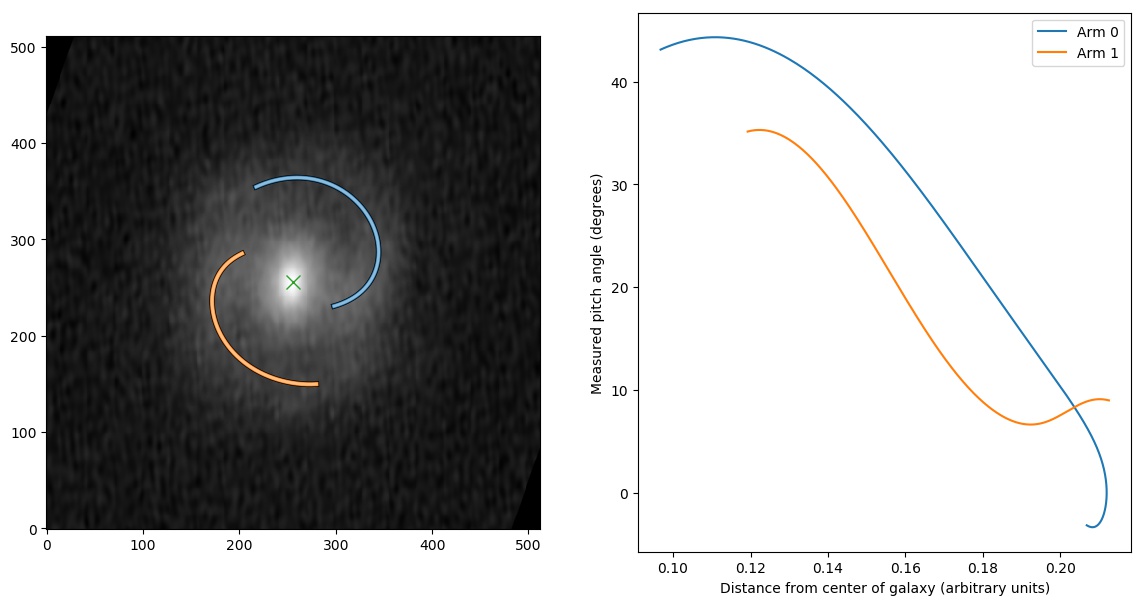 500
400
300
200
100
0
0 100 200 300 400 500
Measured pitch angle (degrees)
40
30
20
10
0
Arm 0
Arm 1
0.10 0.12 0.14 0.16 0.18 0.20
Distance from center of galaxy (arbitrary units)